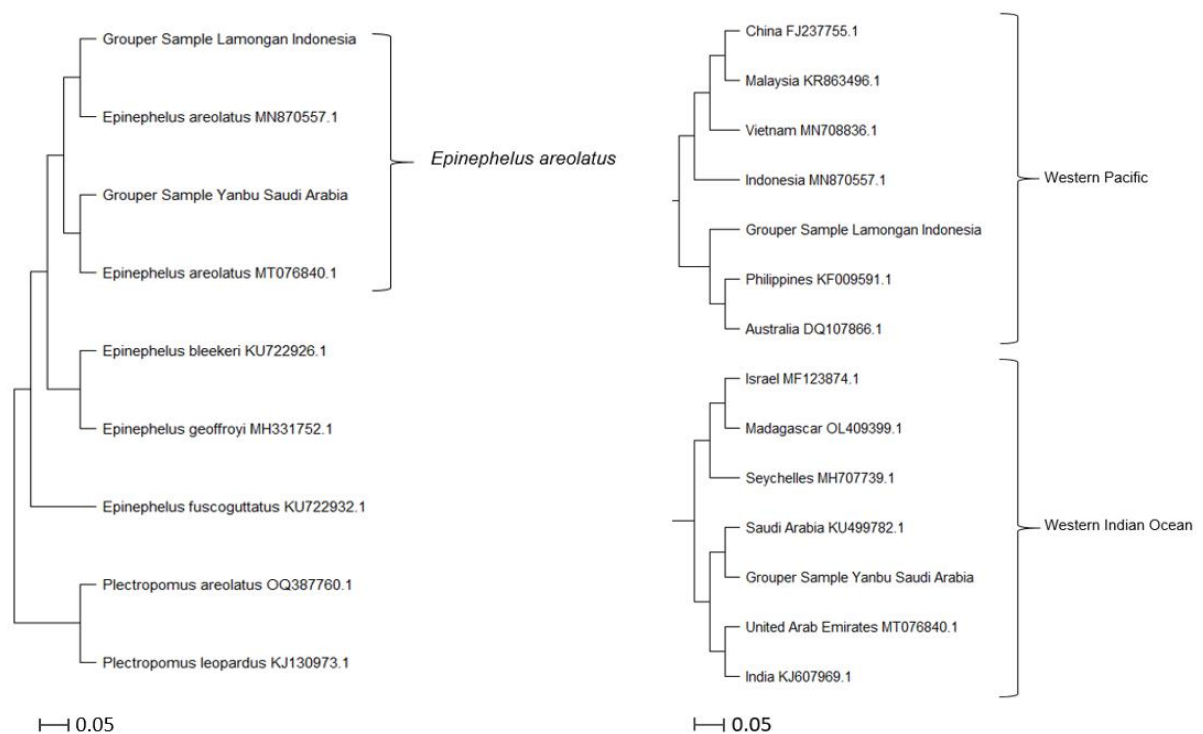 Grouper Sample Lamongan Indonesia
Epinephelus areolatus MN870557.1
Grouper Sample Yanbu Saudi Arabia
Epinephelus areolatus MT076840.1
Epinephelus areolatus
Epinephelus bleekeri KU722926.1
Epinephelus geoffroyi MH331752.1
Epinephelus fuscoguttatus KU722932.1
Plectropomus areolatus OQ387760.1
Plectropomus leopardus KJ130973.1
0.05
China FJ237755.1
Malaysia KR863496.1
Vietnam MN708836.1
Indonesia MN870557.1
Grouper Sample Lamongan Indonesia
Philippines KF009591.1
Australia DQ107866.1
Western Pacific
Israel MF123874.1
Madagascar OL409399.1
Seychelles MH707739.1
Saudi Arabia KU499782.1
Grouper Sample Yanbu Saudi Arabia
United Arab Emirates MT076840.1
India KJ607969.1
Western Indian Ocean
0.05